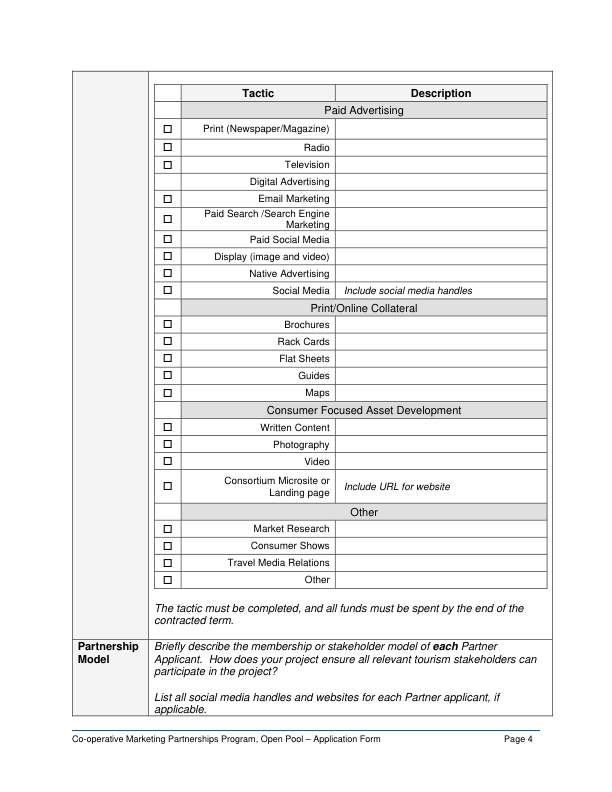 Tactic Description
Paid Advertising
☐ Print (Newspaper/Magazine)
☐ Radio
☐ Television
Digital Advertising
☐ Email Marketing
☐ Paid Search /Search Engine
Marketing
☐ Paid Social Media
☐ Display (image and video)
☐ Native Advertising
☐ Social Media Include social media handles
Print/Online Collateral
☐ Brochures
☐ Rack Cards
☐ Flat Sheets
☐ Guides
☐ Maps
Consumer Focused Asset Development
☐ Written Content
☐ Photography
☐ Video
☐ Consortium Microsite or
Landing page
Include URL for website
Other
☐ Market Research
☐ Consumer Shows
☐ Travel Media Relations
☐ Other
The tactic must be completed, and all funds must be spent by the end of the
contracted term.
Partnership
Model
Briefly describe the membership or stakeholder model of each Partner
Applicant. How does your project ensure all relevant tourism stakeholders can
participate in the project?
List all social media handles and websites for each Partner applicant, if
applicable.
Co-operative Marketing Partnerships Program, Open Pool – Application Form Page 4